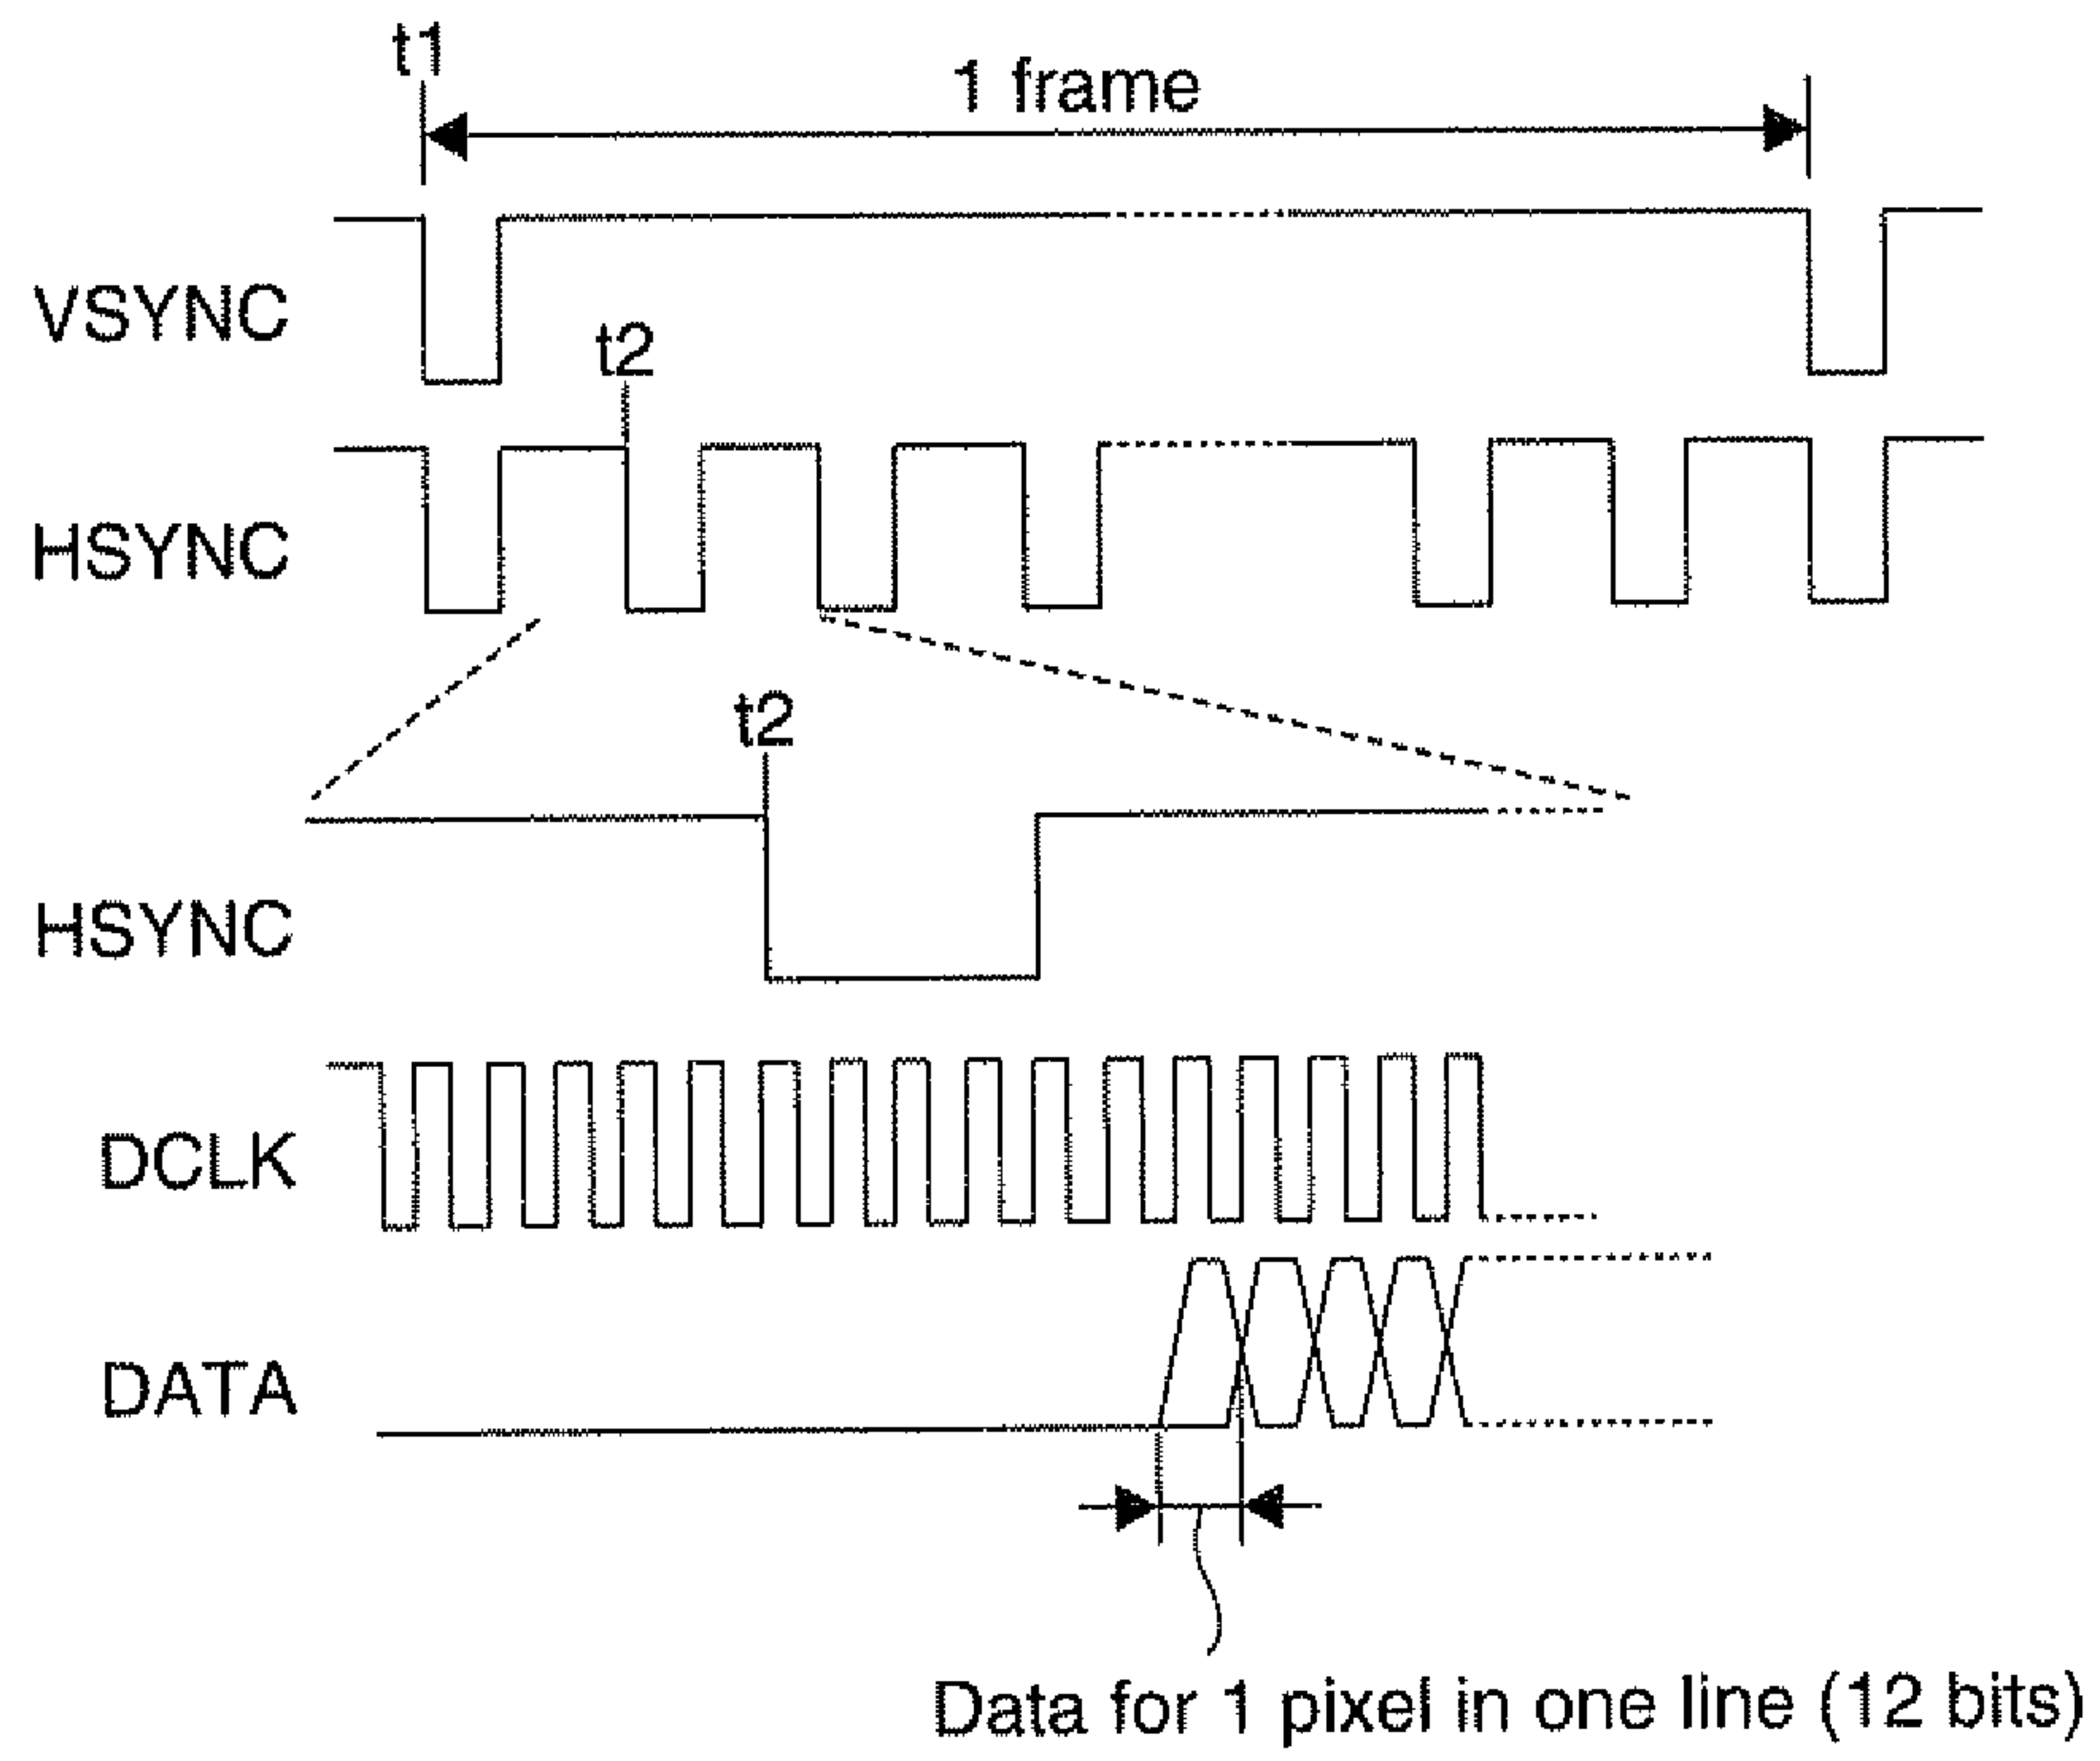 t1
1 frame
VSYNC
t2
HSYNC
t2
HSYNC
DCLK
DATA
Data for 1 pixel in one line (12 bits)